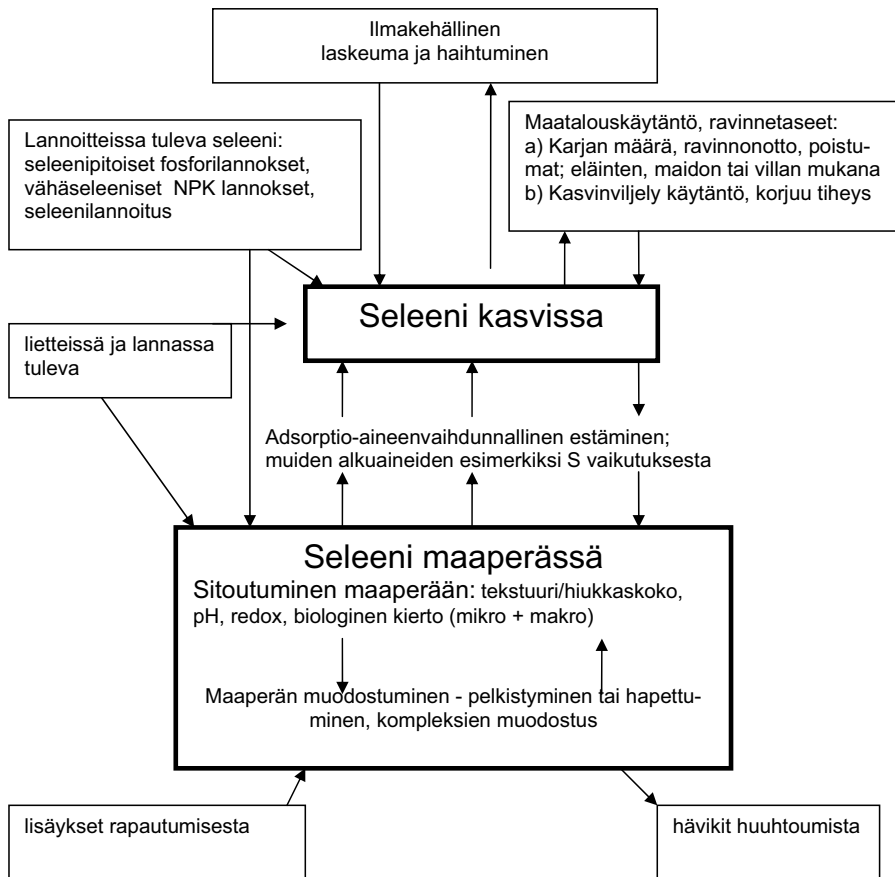 Ilmakehällinen
laskeuma ja haihtuminen
Lannoitteissa tuleva seleeni:
seleenipitoiset fosforilannokset,
vähäseleeniset NPK lannokset,
seleenilannoitus
Maatalouskäytäntö, ravinnetaseet:
a) Karjan määrä, ravinnonotto, poistu-
mat; eläinten, maidon tai villan mukana
b) Kasvinviljely käytäntö, korjuu tiheys
Seleeni kasvissa
lietteissä ja lannassa
tuleva
Adsorptio-aineenvaihdunnallinen estäminen;
muiden alkuaineiden esimerkiksi S vaikutuksesta
Seleeni maaperässä
Sitoutuminen maaperään: tekstuuri/hiukkaskoko,
pH, redox, biologinen kierto (mikro + makro)
Maaperän muodostuminen - pelkistyminen tai hapettu-
minen, kompleksien muodostus
lisäykset rapautumisesta
hävikit huuhtoumista